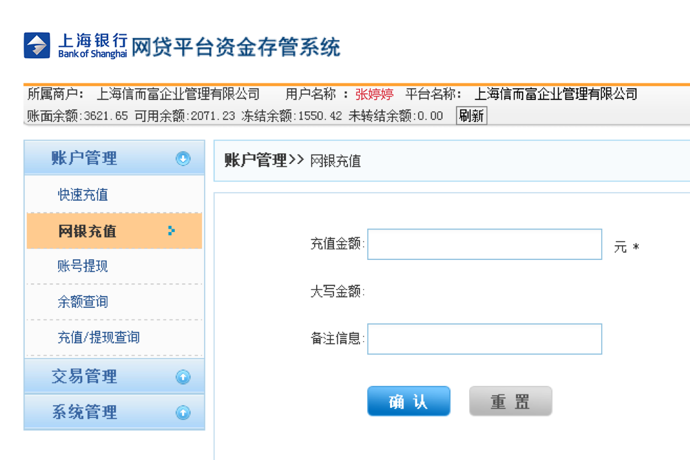 上海银行
Bank of Shanghai
网贷平台资金存管系统
所属商户： 上海信而富企业管理有限公司 用户名称 ：张婷婷 平台名称： 上海信而富企业管理有限公司
账面余额:3621.65 可用余额:2071.23 冻结余额:1550.42 未转结余额:0.00 刷新
账户管理
快速充值
网银充值
账号提现
余额查询
充值/提现查询
交易管理
系统管理
账户管理>> 网银充值
充值金额: 元 *
大写金额:
备注信息:
确 认 重 置